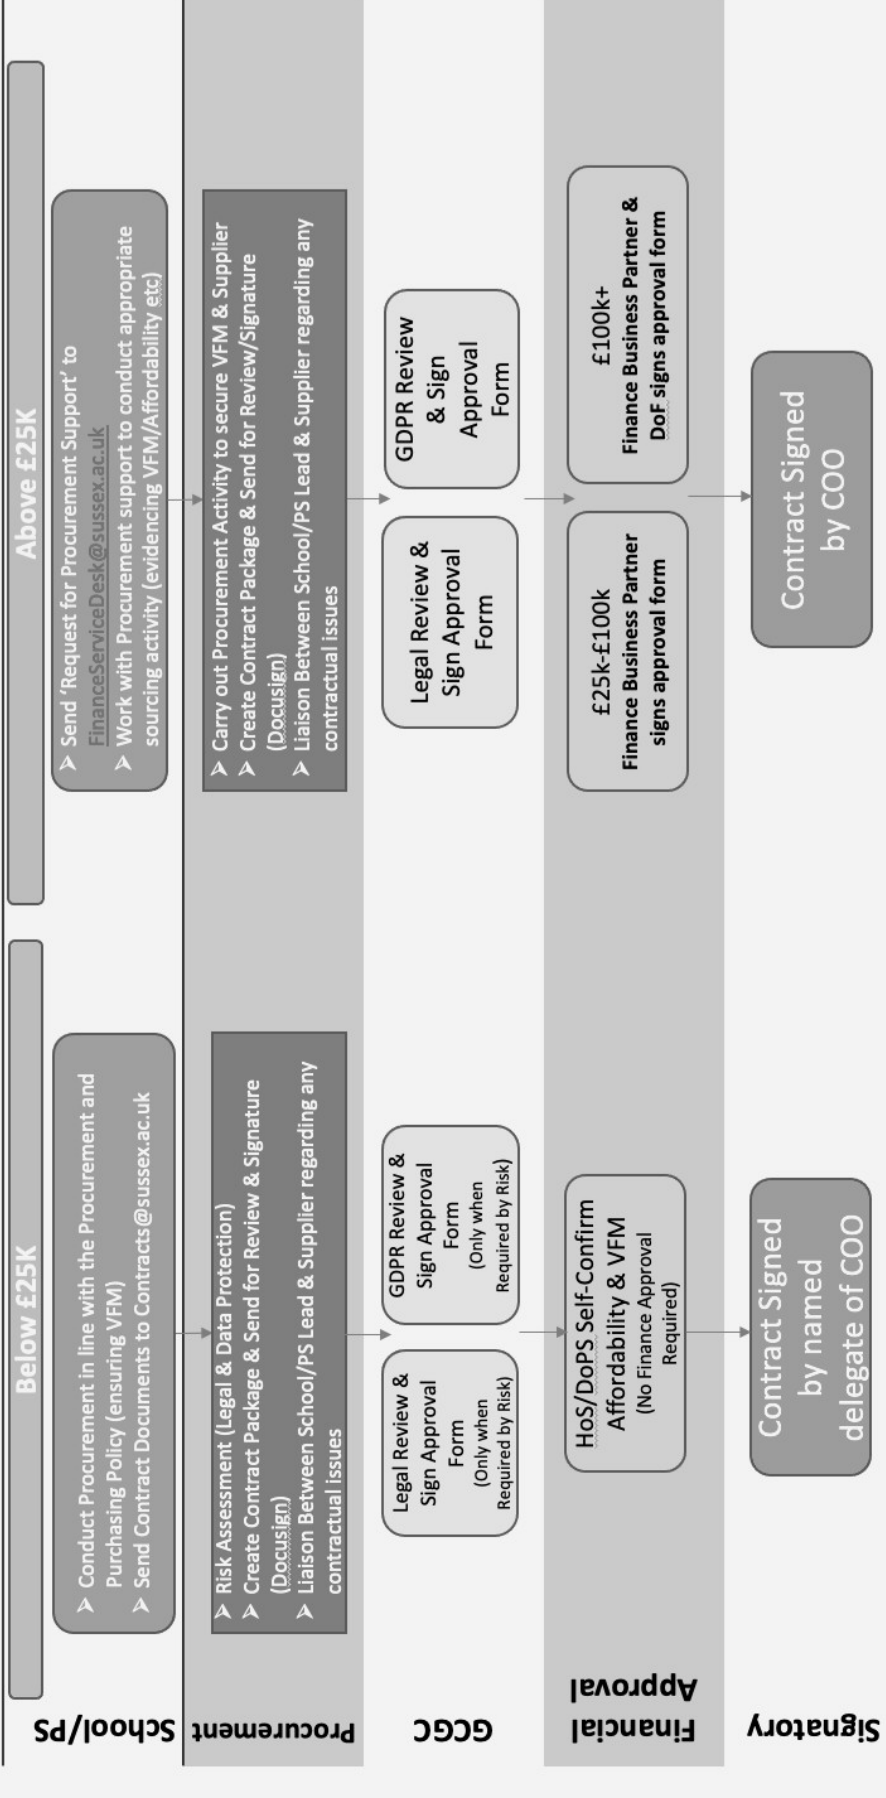 Below £25K
Above £25K
School/PS
➤ Conduct Procurement in line with the Procurement and
Purchasing Policy (ensuring VFM)
➤ Send Contract Documents to Contracts@sussex.ac.uk
➤ Send ‘Request for Procurement Support’ to
FinanceServiceDesk@sussex.ac.uk
➤ Work with Procurement support to conduct appropriate
sourcing activity (evidencing VFM/Affordability etc)
Procurement
➤ Risk Assessment (Legal & Data Protection)
➤ Create Contract Package & Send for Review & Signature
(Docusign)
➤ Liaison Between School/PS Lead & Supplier regarding any
contractual issues
➤ Carry out Procurement Activity to secure VFM & Supplier
➤ Create Contract Package & Send for Review/Signature
(Docusign)
➤ Liaison Between School/PS Lead & Supplier regarding any
contractual issues
GCGC
Legal Review &
Sign Approval
Form
(Only when
Required by Risk)
GDPR Review &
Sign Approval
Form
(Only when
Required by Risk)
Legal Review &
Sign Approval
Form
GDPR Review
& Sign
Approval
Form
Financial
Approval
HoS/DoPS Self-Confirm
Affordability & VFM
(No Finance Approval
Required)
£25k-£100k
Finance Business Partner
signs approval form
£100k+
Finance Business Partner &
DoF signs approval form
Signatory
Contract Signed
by named
delegate of COO
Contract Signed
by COO